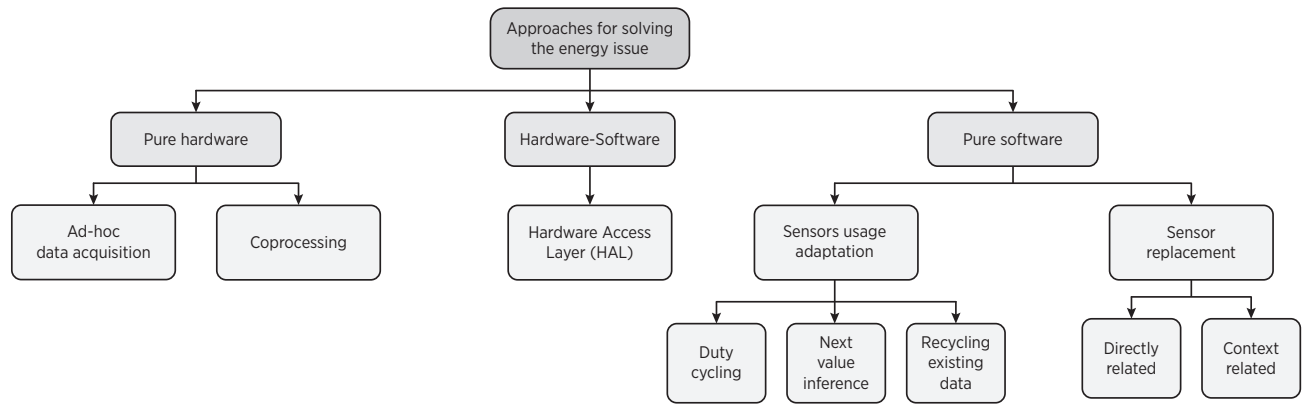 Approaches for solving
the energy issue
Pure hardware
Hardware-Software
Pure software
Ad-hoc
data acquisition
Coprocessing
Hardware Access
Layer (HAL)
Sensors usage
adaptation
Sensor
replacement
Duty
cycling
Next
value
inference
Recycling
existing
data
Directly
related
Context
related